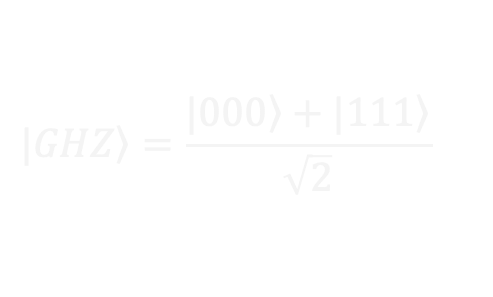 |GHZ⟩ = (|000⟩ + |111⟩)/√2